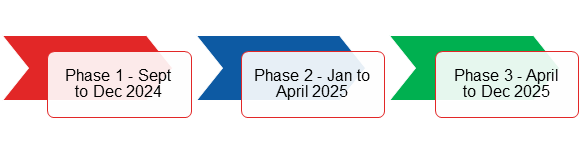 Phase 1 - Sept
to Dec 2024
Phase 2 - Jan to
April 2025
Phase 3 - April
to Dec 2025